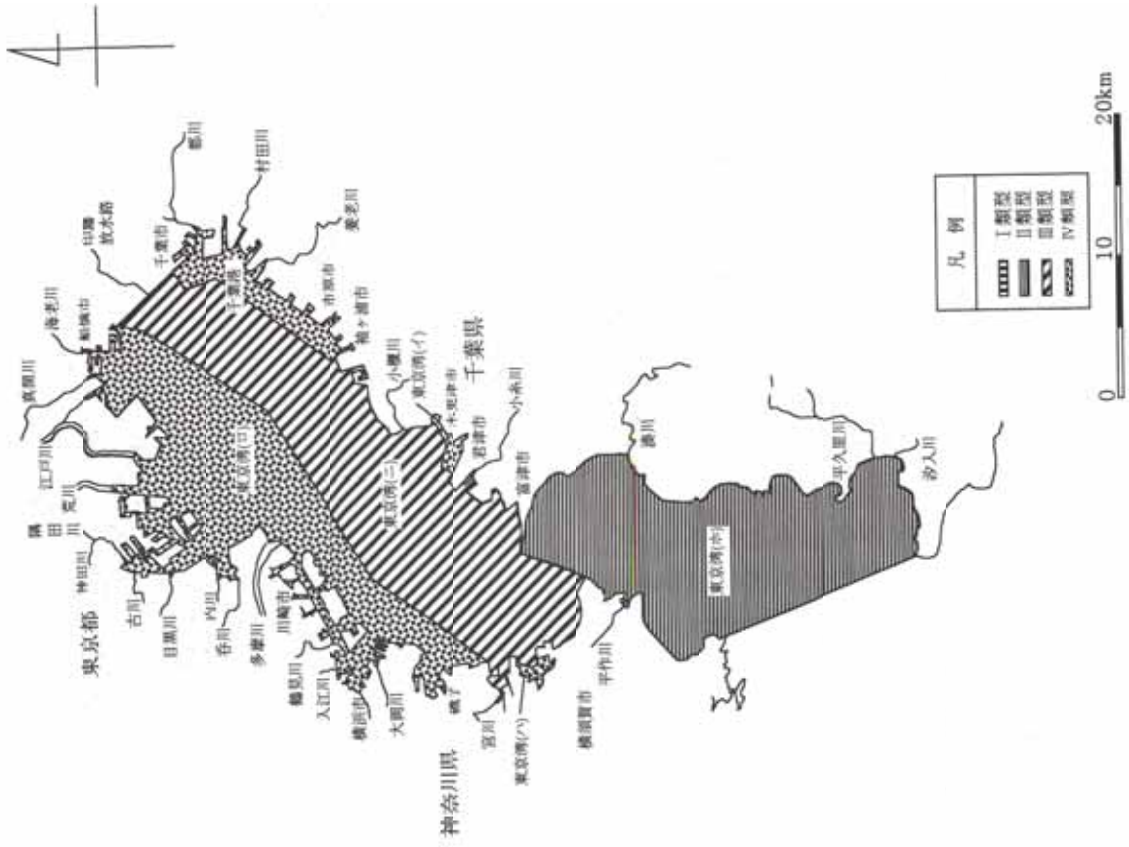 東京都
神田川
隅田川
荒川
江戸川
真間川
海老川
船橋市
放水路
千葉市
都川
村田川
千葉港
養老川
市原市
袖ヶ浦市
古川
目黒川
内川
呑川
多摩川
川崎市
鶴見川
入江川
横浜市
大岡川
磯子
宮川
東京湾(ハ)
神奈川県
横須賀市
平作川
東京湾(ロ)
東京湾(ニ)
小櫃川
東京湾(イ)
木更津市
千葉県
君津市
小糸川
富津市
湊川
東京湾(ホ)
平久里川
汐入川
凡例
Ⅰ類型
Ⅱ類型
Ⅲ類型
Ⅳ類型
0 10 20km